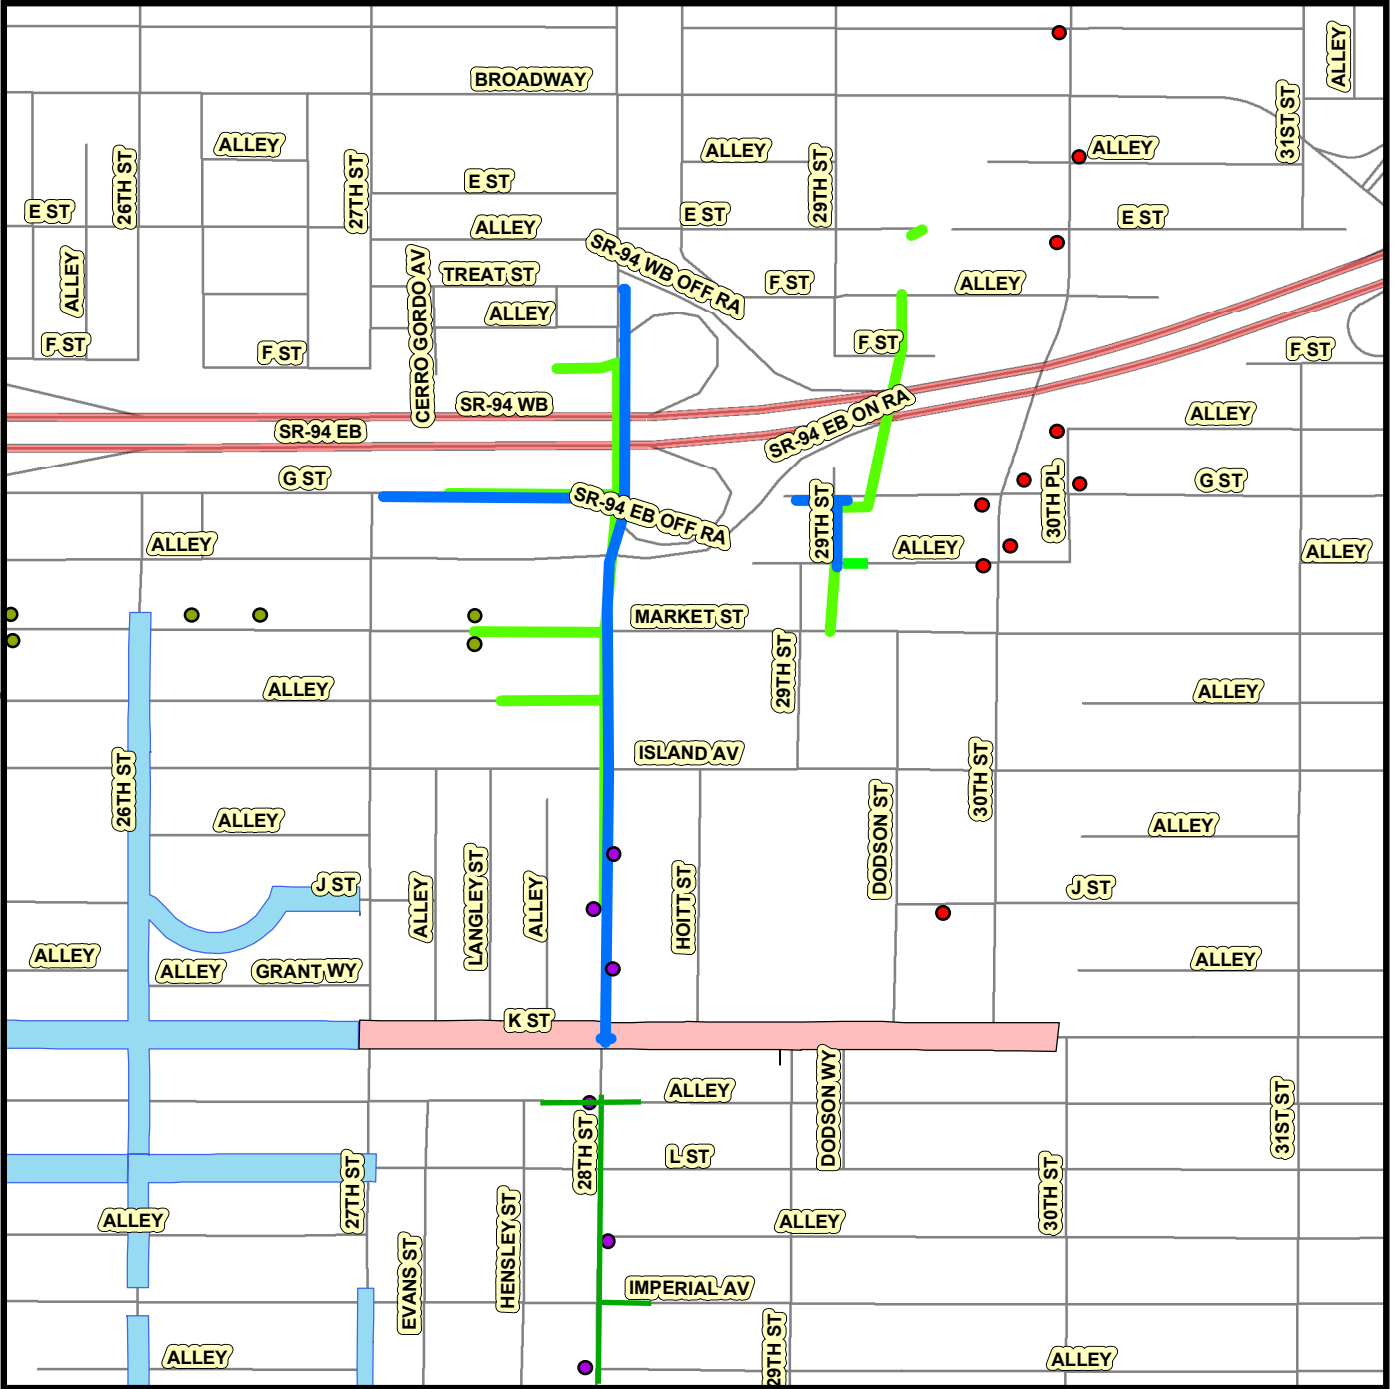 ALLEY
BROADWAY
31ST ST
ALLEY
ALLEY
ALLEY
26TH ST
27TH ST
29TH ST
E ST
E ST
E ST
E ST
ALLEY
SR-94 WB OFF RA
ALLEY
CERRO GORDO AV
TREAT ST
F ST
ALLEY
ALLEY
F ST
F ST
F ST
F ST
SR-94 WB
SR-94 EB ON RA
ALLEY
SR-94 EB
G ST
30TH PL
G ST
SR-94 EB OFF RA
29TH ST
ALLEY
ALLEY
ALLEY
MARKET ST
29TH ST
ALLEY
ALLEY
26TH ST
ISLAND AV
30TH ST
ALLEY
DODSON ST
ALLEY
J ST
J ST
ALLEY
LANGLEY ST
ALLEY
HOITT ST
ALLEY
ALLEY
GRANT WY
ALLEY
K ST
ALLEY
DODSON WY
31ST ST
28TH ST
L ST
27TH ST
30TH ST
ALLEY
ALLEY
HENSLEY ST
EVANS ST
IMPERIAL AV
29TH ST
ALLEY
ALLEY